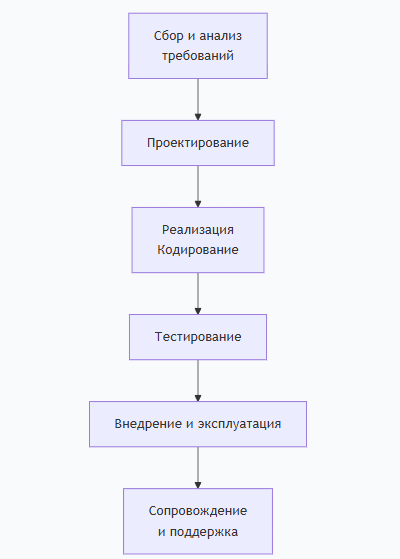 Сбор и анализ
требований
Проектирование
Реализация
Кодирование
Тестирование
Внедрение и эксплуатация
Сопровождение
и поддержка